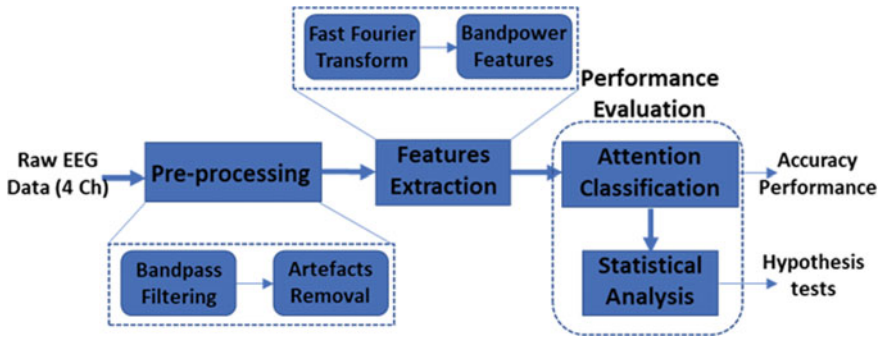 Fast Fourier
Transform
Bandpower
Features
Performance
Evaluation
Raw EEG
Data (4 Ch)
Pre-processing
Features
Extraction
Attention
Classification
Accuracy
Performance
Bandpass
Filtering
Artefacts
Removal
Statistical
Analysis
Hypothesis
tests